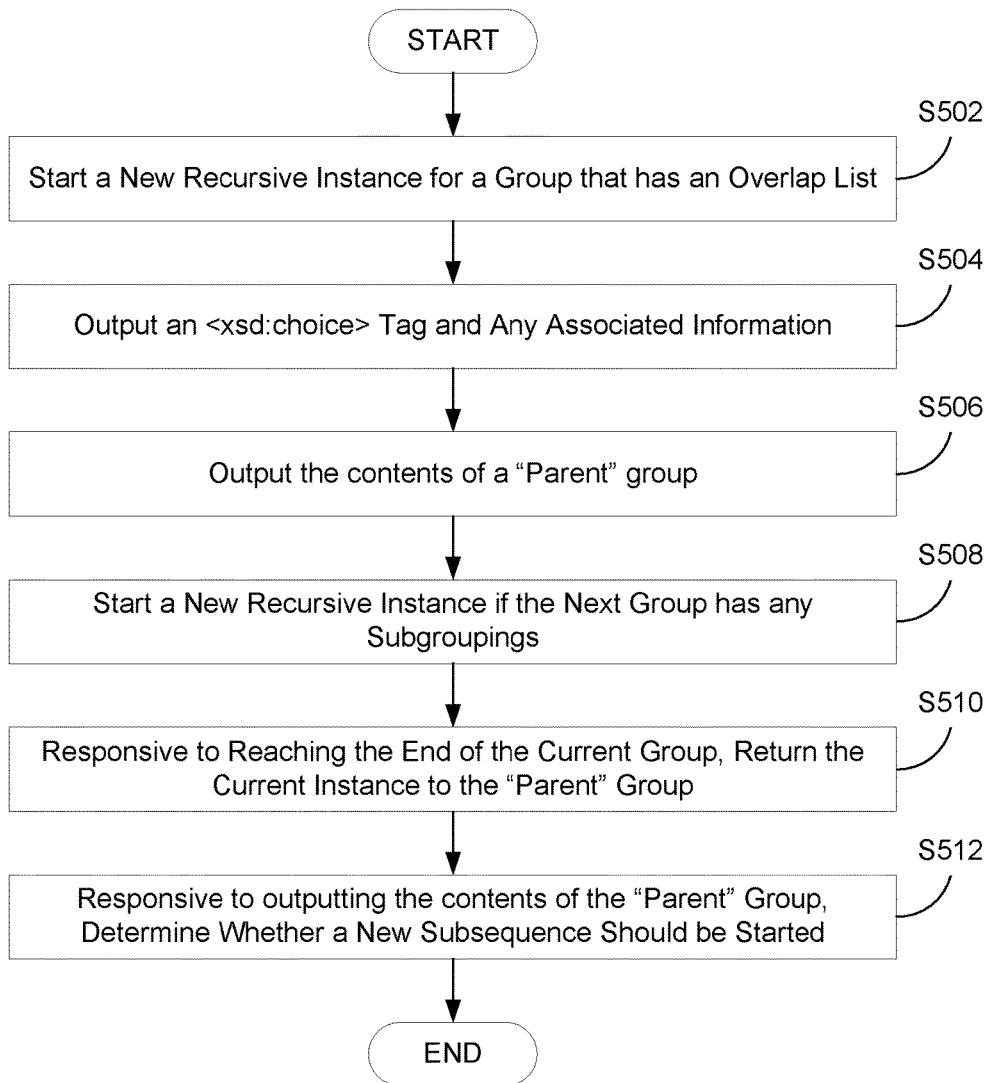 START
S502
Start a New Recursive Instance for a Group that has an Overlap List
S504
Output an <xsd:choice> Tag and Any Associated Information
S506
Output the contents of a “Parent” group
S508
Start a New Recursive Instance if the Next Group has any
Subgroupings
S510
Responsive to Reaching the End of the Current Group, Return the
Current Instance to the “Parent” Group
S512
Responsive to outputting the contents of the “Parent” Group,
Determine Whether a New Subsequence Should be Started
END